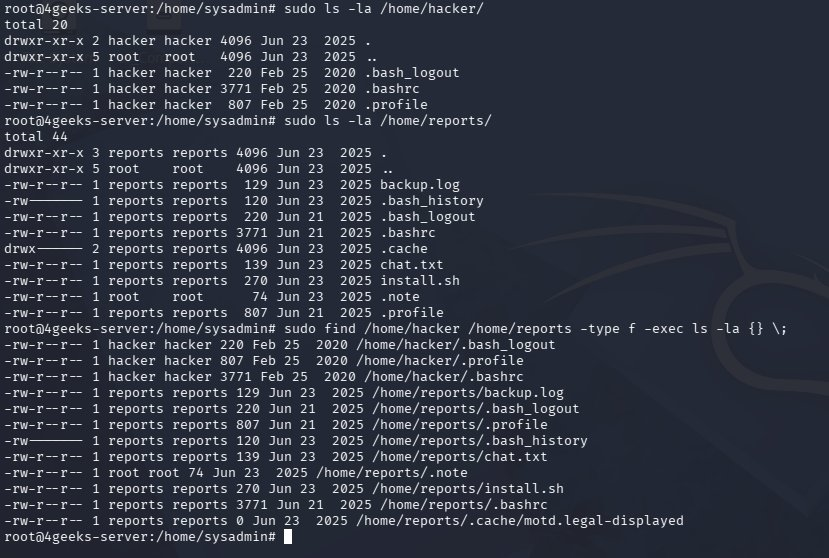 root@4geeks-server:/home/sysadmin# sudo ls -la /home/hacker/
total 20
drwxr-xr-x 2 hacker hacker 4096 Jun 23  2025 .
drwxr-xr-x 5 root   root   4096 Jun 23  2025 ..
-rw-r--r-- 1 hacker hacker  220 Feb 25  2020 .bash_logout
-rw-r--r-- 1 hacker hacker 3771 Feb 25  2020 .bashrc
-rw-r--r-- 1 hacker hacker  807 Feb 25  2020 .profile
root@4geeks-server:/home/sysadmin# sudo ls -la /home/reports/
total 44
drwxr-xr-x 3 reports reports 4096 Jun 23  2025 .
drwxr-xr-x 5 root    root    4096 Jun 23  2025 ..
-rw-r--r-- 1 reports reports  129 Jun 23  2025 backup.log
-rw------- 1 reports reports  120 Jun 23  2025 .bash_history
-rw-r--r-- 1 reports reports  220 Jun 21  2025 .bash_logout
-rw-r--r-- 1 reports reports 3771 Jun 21  2025 .bashrc
drwx------ 2 reports reports 4096 Jun 23  2025 .cache
-rw-r--r-- 1 reports reports  139 Jun 23  2025 chat.txt
-rw-r--r-- 1 reports reports  270 Jun 23  2025 install.sh
-rw-r--r-- 1 root    root      74 Jun 23  2025 .note
-rw-r--r-- 1 reports reports  807 Jun 21  2025 .profile
root@4geeks-server:/home/sysadmin# sudo find /home/hacker /home/reports -type f -exec ls -la {} \;
-rw-r--r-- 1 hacker hacker 220 Feb 25  2020 /home/hacker/.bash_logout
-rw-r--r-- 1 hacker hacker 807 Feb 25  2020 /home/hacker/.profile
-rw-r--r-- 1 hacker hacker 3771 Feb 25  2020 /home/hacker/.bashrc
-rw-r--r-- 1 reports reports 129 Jun 23  2025 /home/reports/backup.log
-rw-r--r-- 1 reports reports 220 Jun 21  2025 /home/reports/.bash_logout
-rw-r--r-- 1 reports reports 807 Jun 21  2025 /home/reports/.profile
-rw------- 1 reports reports 120 Jun 23  2025 /home/reports/.bash_history
-rw-r--r-- 1 reports reports 139 Jun 23  2025 /home/reports/chat.txt
-rw-r--r-- 1 root root 74 Jun 23  2025 /home/reports/.note
-rw-r--r-- 1 reports reports 270 Jun 23  2025 /home/reports/install.sh
-rw-r--r-- 1 reports reports 3771 Jun 21  2025 /home/reports/.bashrc
-rw-r--r-- 1 reports reports 0 Jun 23  2025 /home/reports/.cache/motd.legal-displayed
root@4geeks-server:/home/sysadmin#